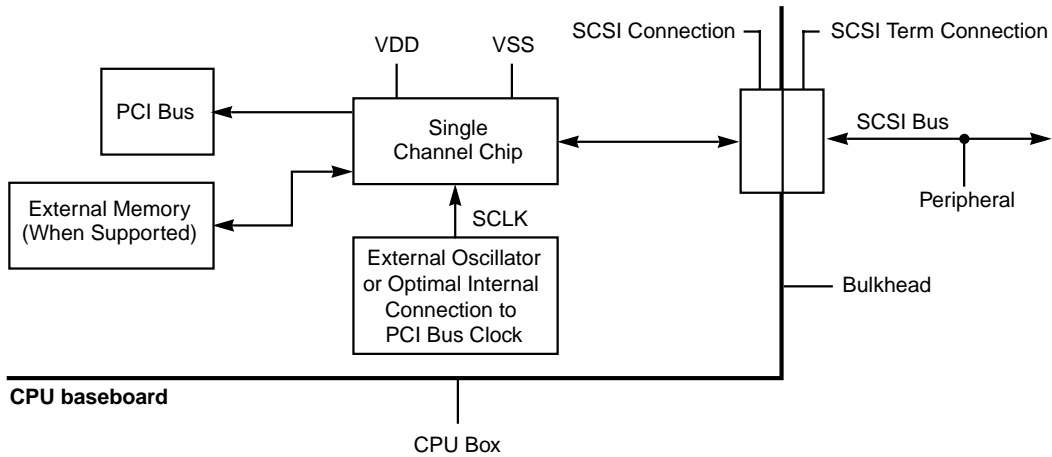 SCSI Connection
SCSI Term Connection
VDD
VSS
PCI Bus
Single
Channel Chip
SCSI Bus
Peripheral
External Memory
(When Supported)
SCLK
External Oscillator
or Optimal Internal
Connection to
PCI Bus Clock
Bulkhead
CPU baseboard
CPU Box